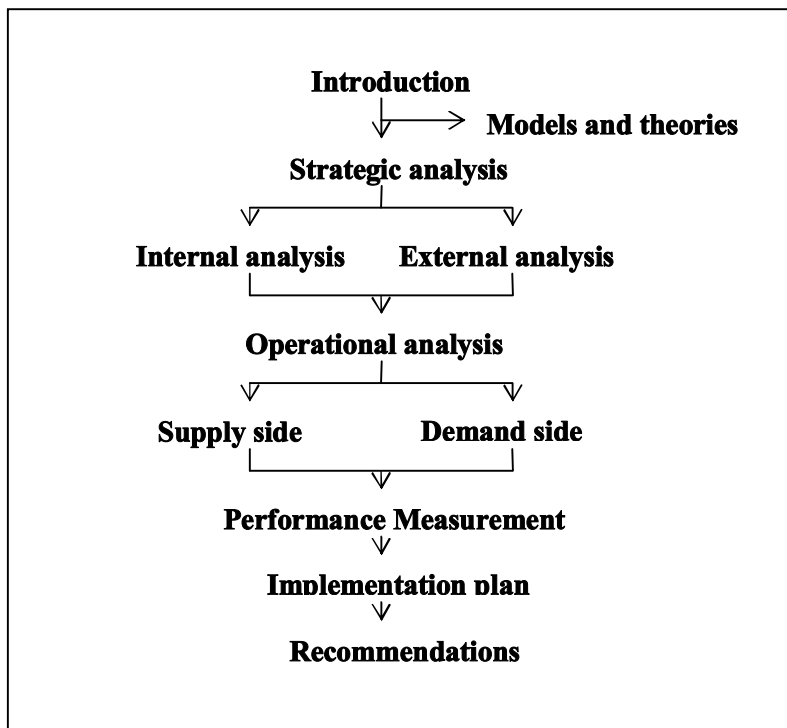 Introduction
Models and theories
Strategic analysis
Internal analysis
External analysis
Operational analysis
Supply side
Demand side
Performance Measurement
Implementation plan
Recommendations